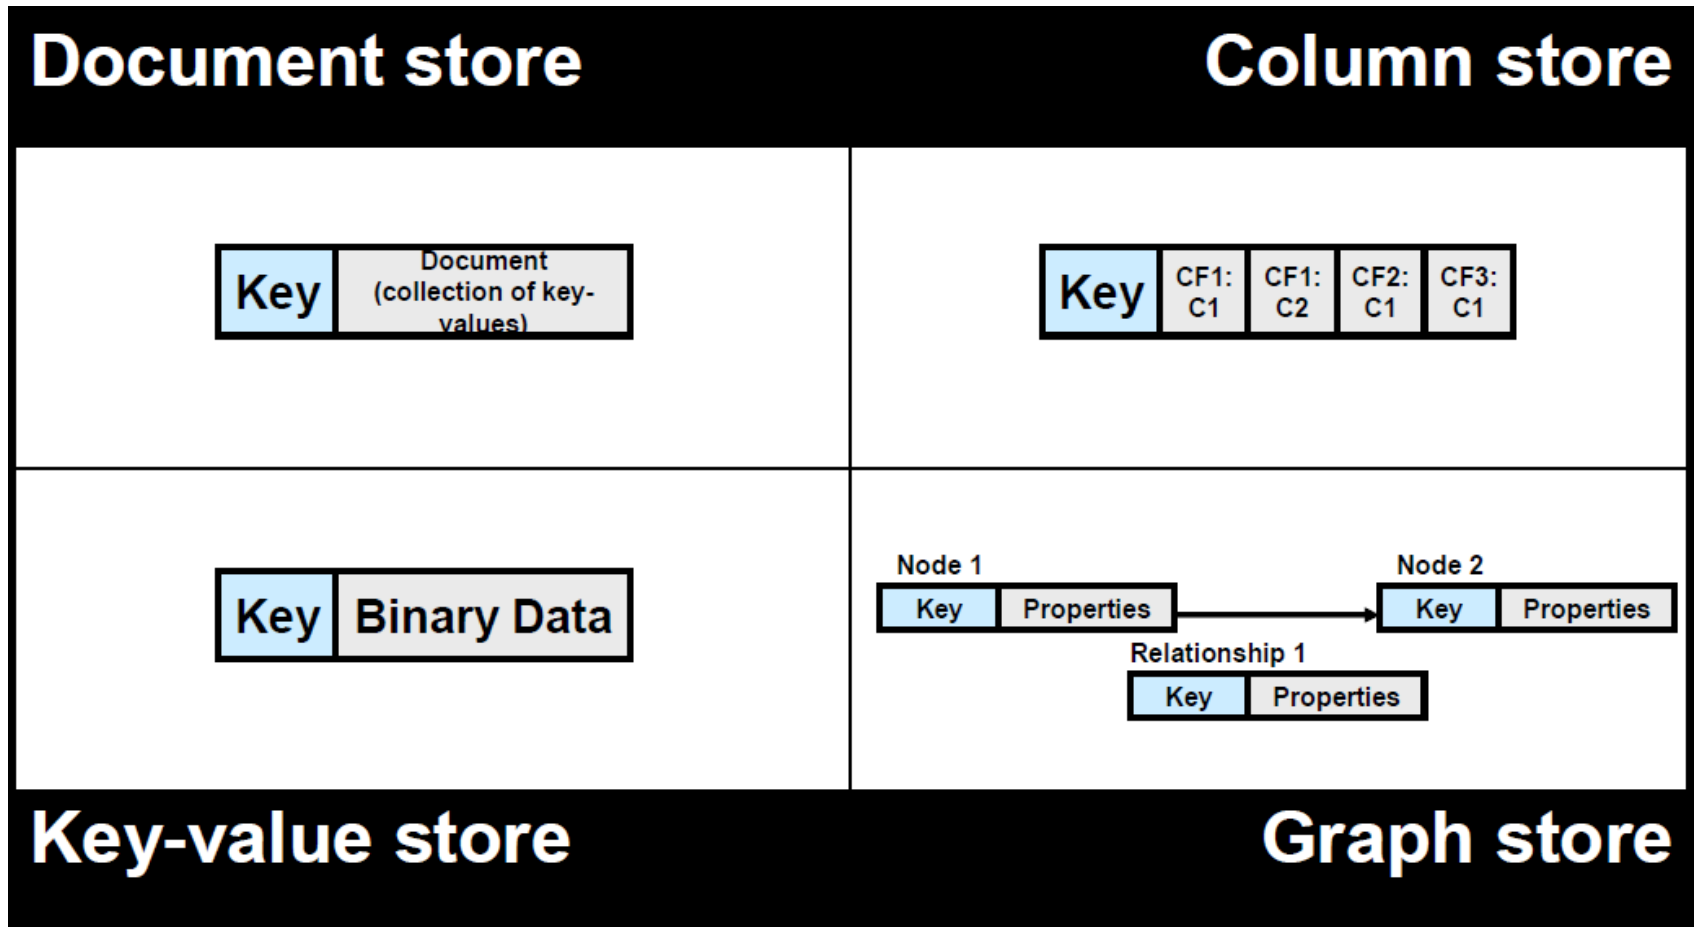 Document store
Column store
Key
Document
(collection of key-
values)
Key
CF1:
C1
CF1:
C2
CF2:
C1
CF3:
C1
Key
Binary Data
Node 1
Key
Properties
Node 2
Key
Properties
Relationship 1
Key
Properties
Key-value store
Graph store